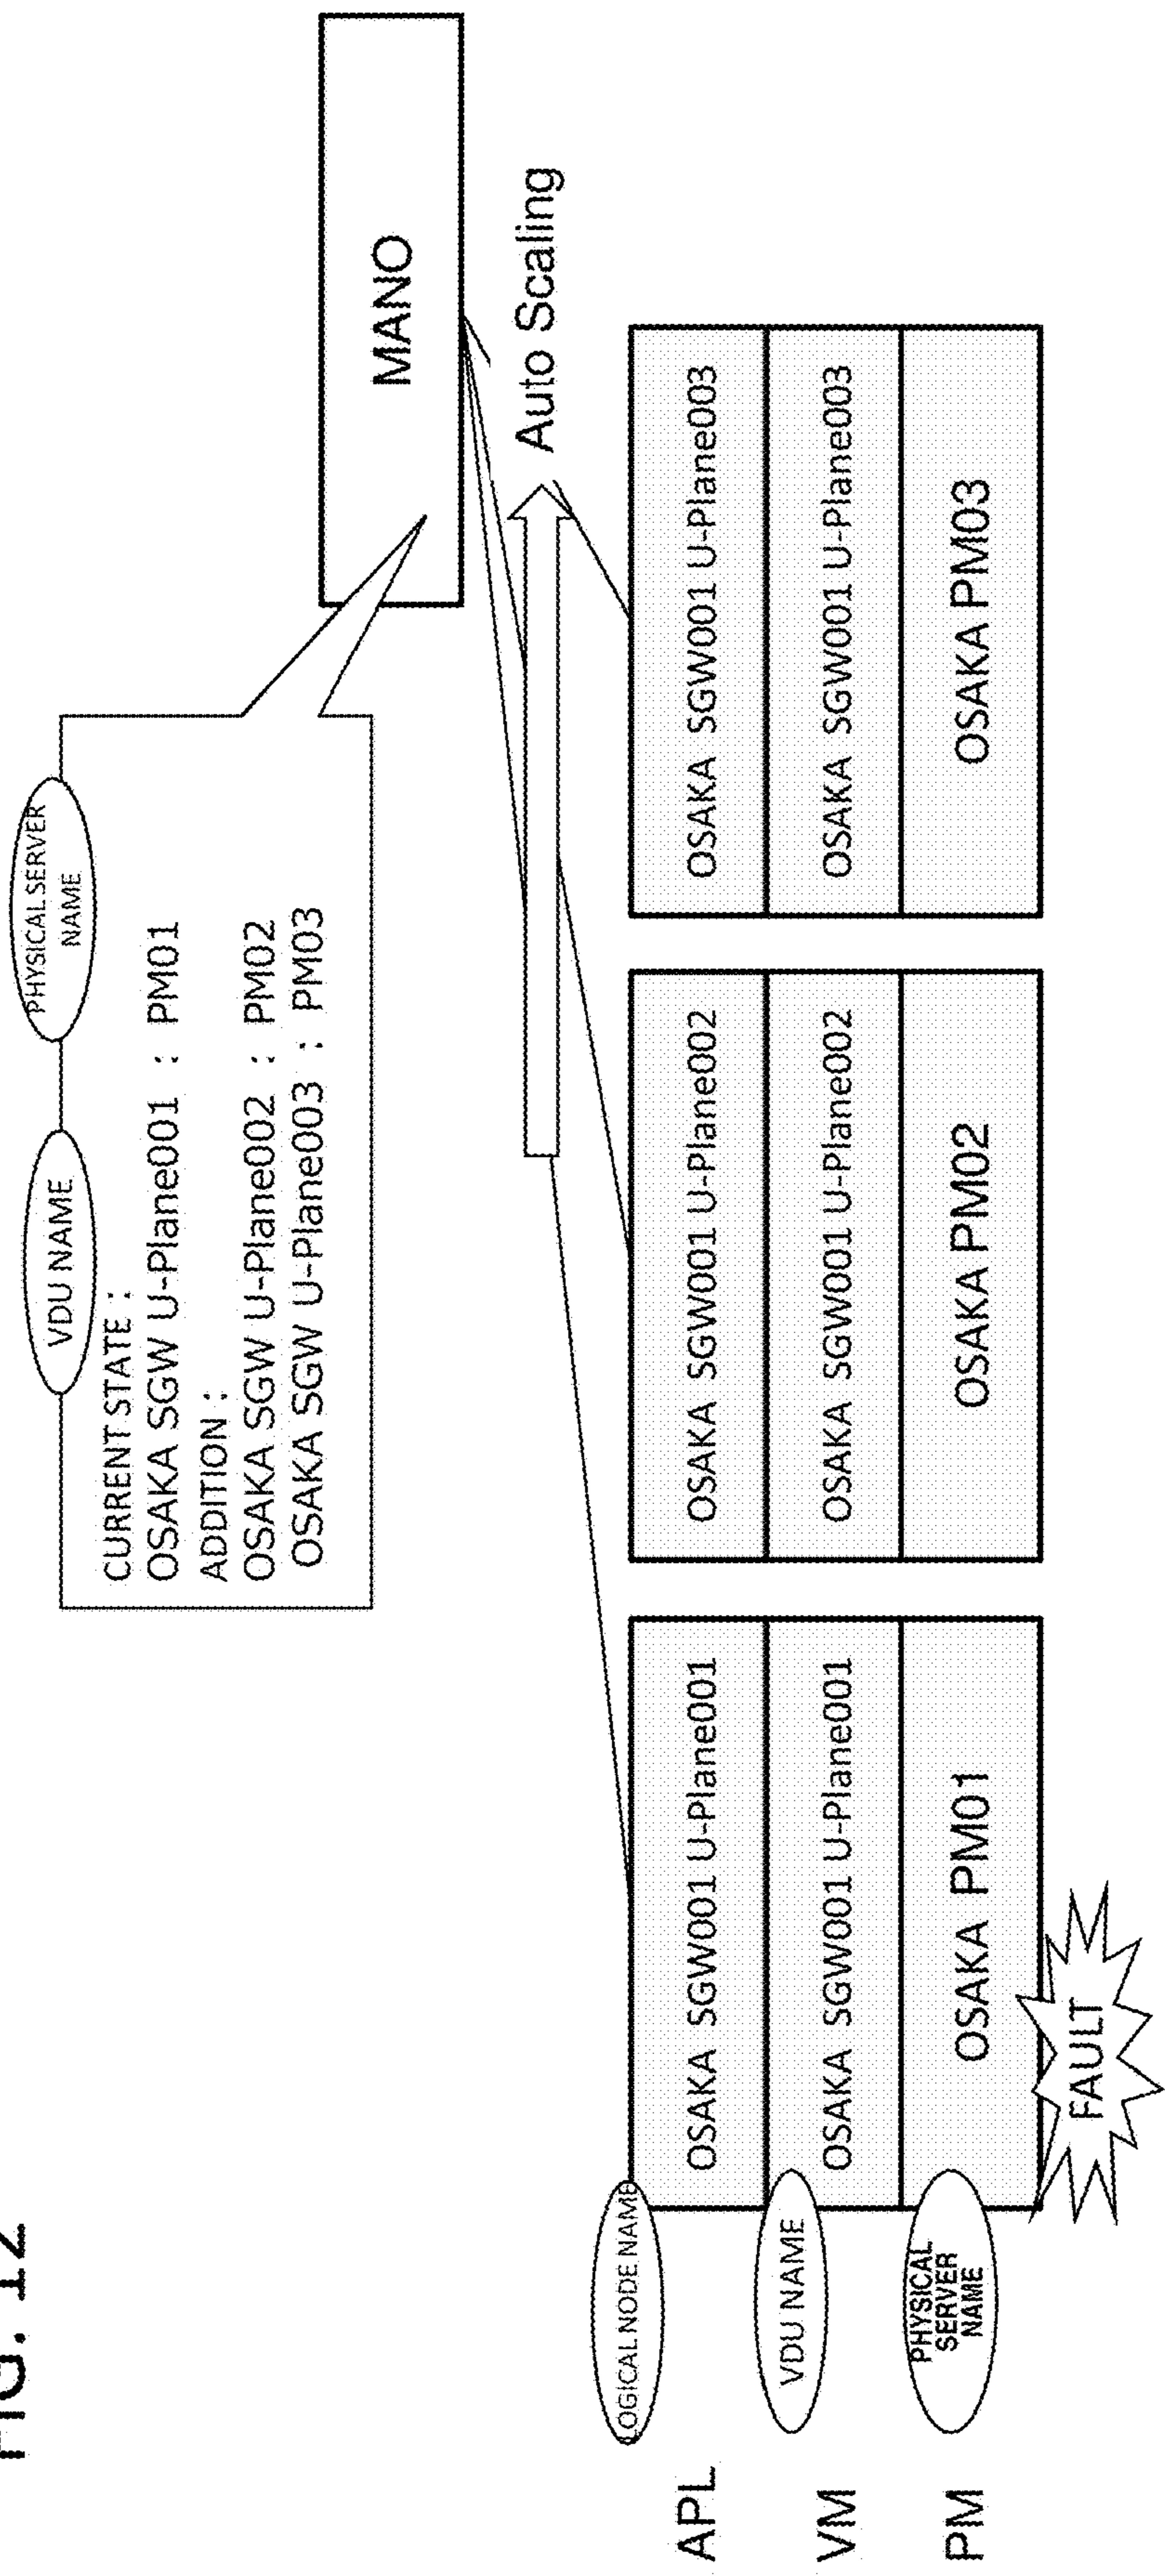 FIG. 12
VDU NAME
PHYSICAL SERVER
NAME
CURRENT STATE :
OSAKA SGW U-Plane001 : PM01
ADDITION :
OSAKA SGW U-Plane002 : PM02
OSAKA SGW U-Plane003 : PM03
MANO
Auto Scaling
LOGICAL NODE NAME
APL
OSAKA SGW001 U-Plane001
OSAKA SGW001 U-Plane002
OSAKA SGW001 U-Plane003
VDU NAME
VM
OSAKA SGW001 U-Plane001
OSAKA SGW001 U-Plane002
OSAKA SGW001 U-Plane003
PHYSICAL
SERVER
NAME
PM
OSAKA PM01
OSAKA PM02
OSAKA PM03
FAULT